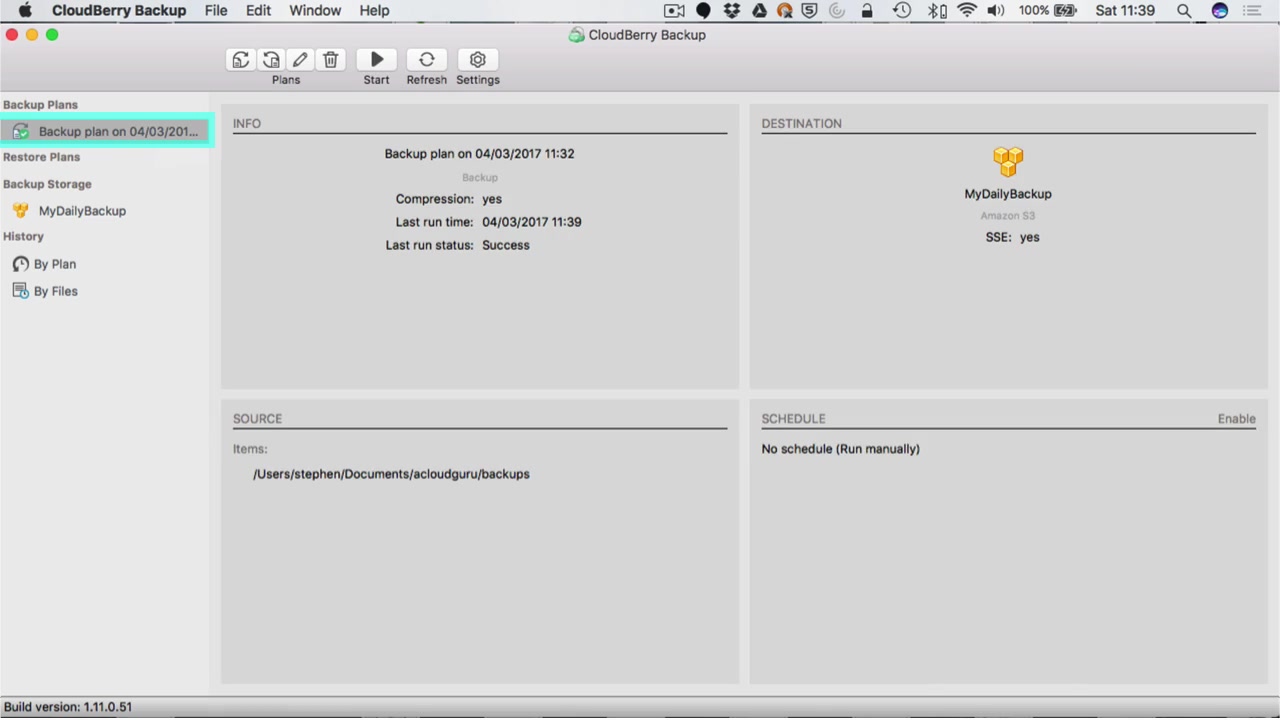 CloudBerry Backup File Edit Window Help 100% Sat 11:39
CloudBerry Backup
Plans Start Refresh Settings
Backup Plans
Backup plan on 04/03/201...
Restore Plans
Backup Storage
MyDailyBackup
History
By Plan
By Files
INFO
Backup plan on 04/03/2017 11:32
Backup
Compression: yes
Last run time: 04/03/2017 11:39
Last run status: Success
DESTINATION
MyDailyBackup
Amazon S3
SSE: yes
SOURCE
Items:
/Users/stephen/Documents/acloudguru/backups
SCHEDULE Enable
No schedule (Run manually)
Build version: 1.11.0.51